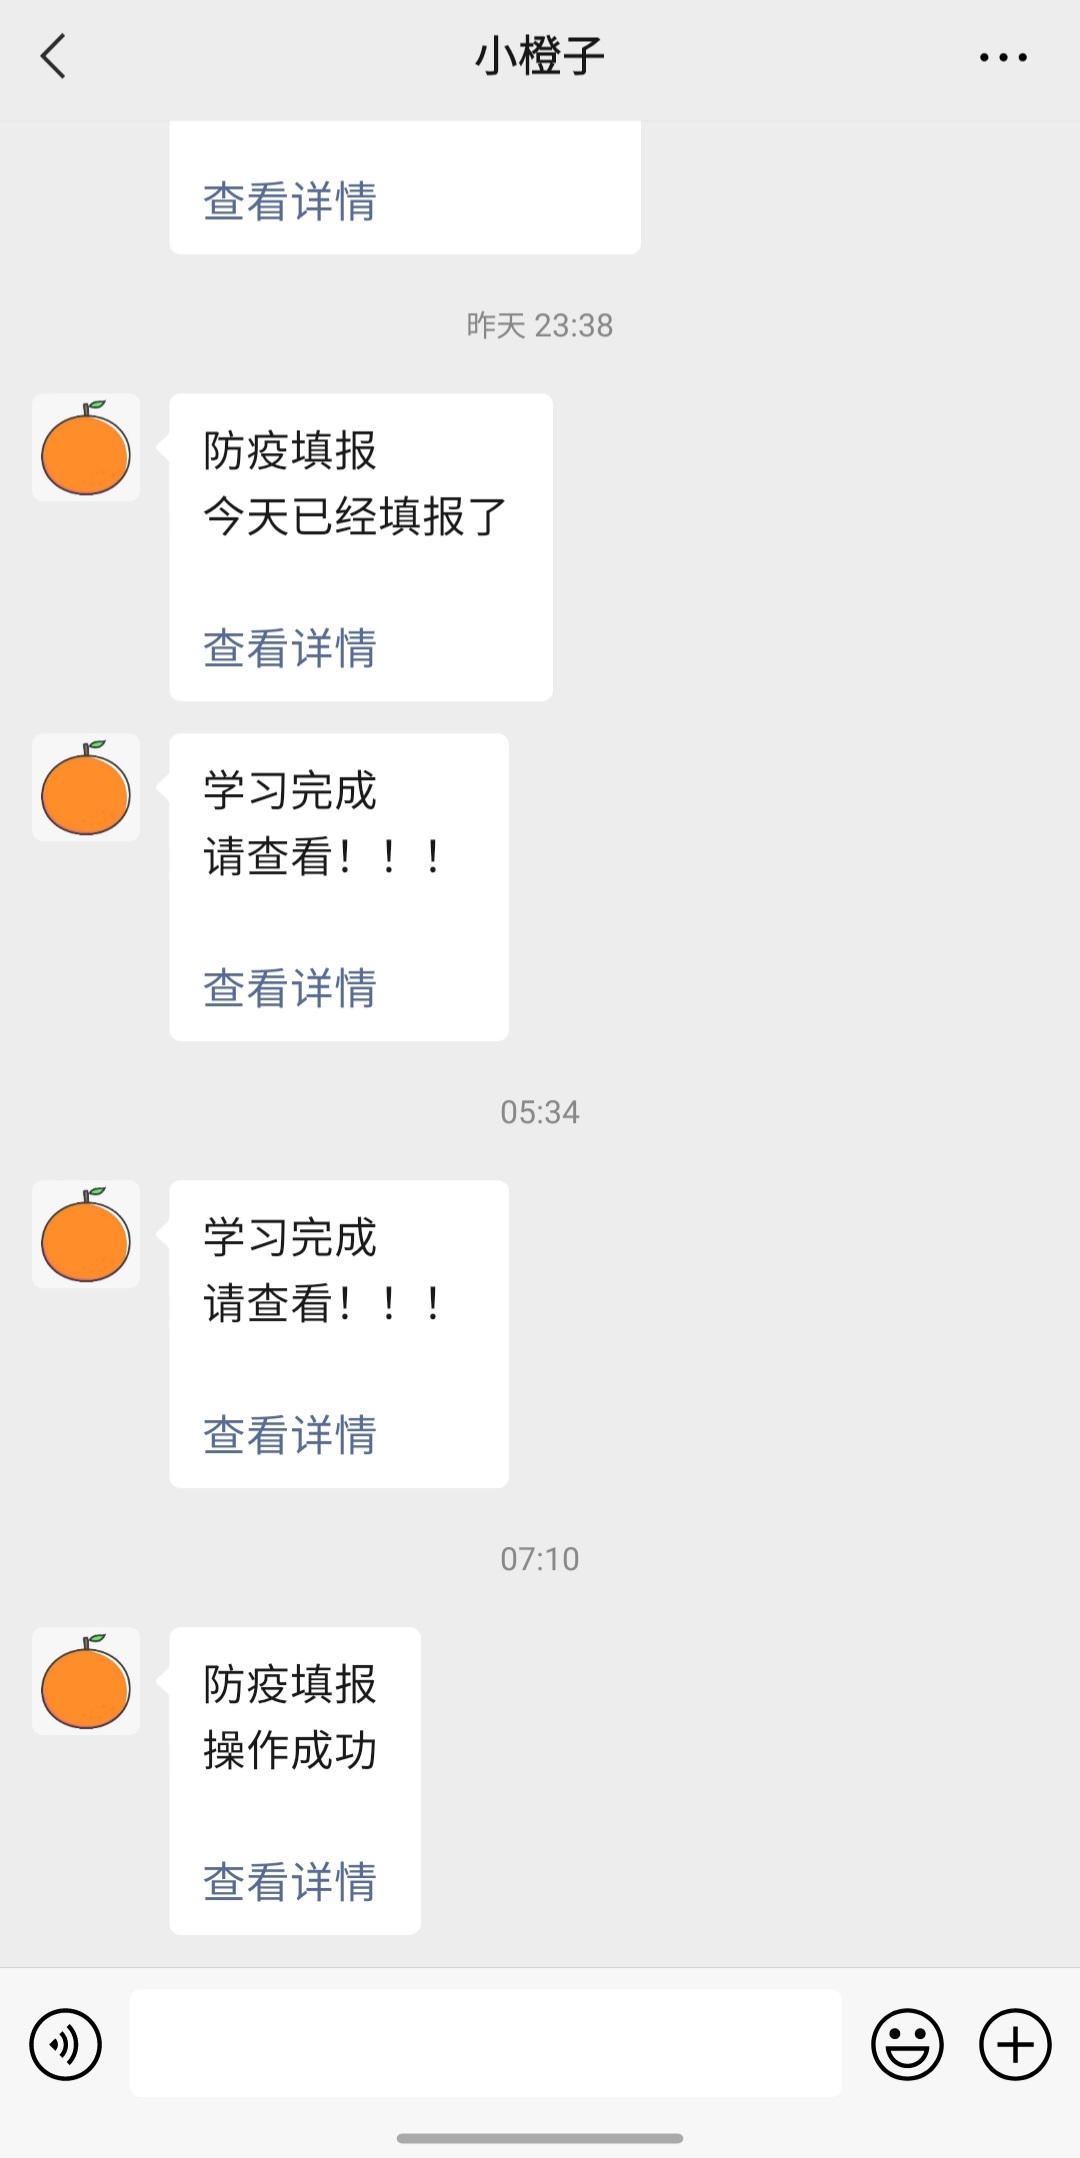 小橙子
查看详情
昨天 23:38
防疫填报
今天已经填报了
查看详情
学习完成
请查看！！！
查看详情
05:34
学习完成
请查看！！！
查看详情
07:10
防疫填报
操作成功
查看详情